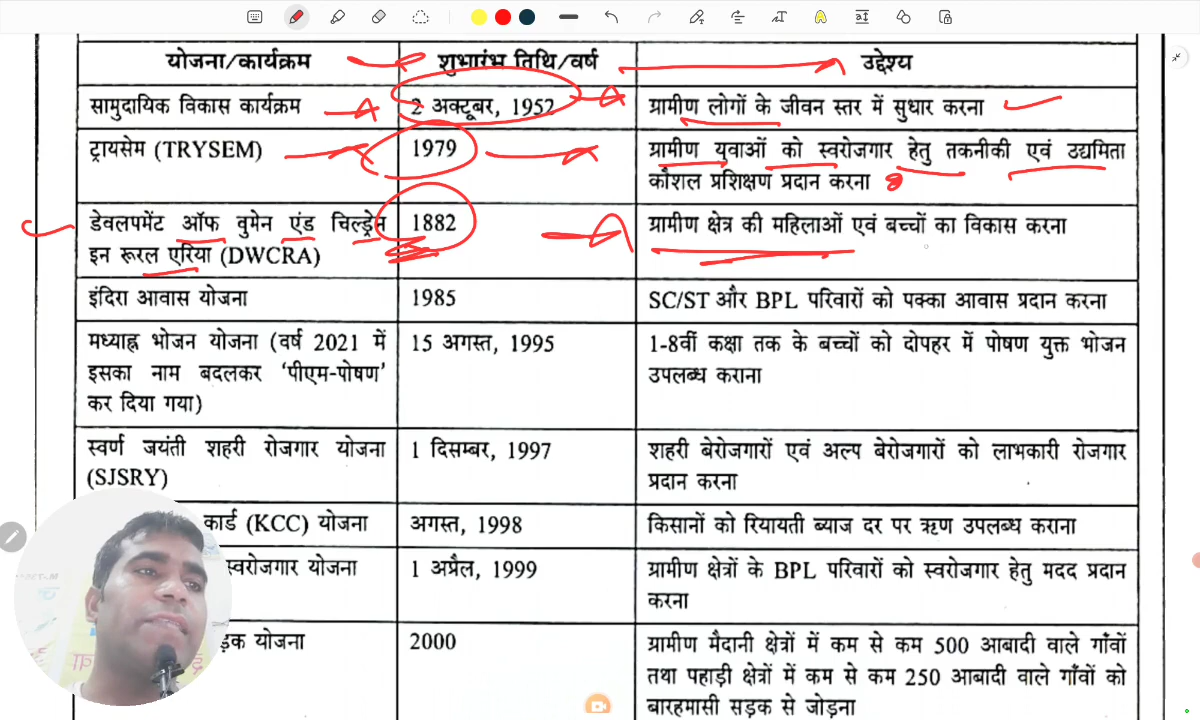 योजना/कार्यक्रम शुभारंभ तिथि/वर्ष उद्देश्य
सामुदायिक विकास कार्यक्रम 2 अक्टूबर, 1952 ग्रामीण लोगों के जीवन स्तर में सुधार करना
ट्रायसेम (TRYSEM) 1979 ग्रामीण युवाओं को स्वरोजगार हेतु तकनीकी एवं उद्यमिता
कौशल प्रशिक्षण प्रदान करना
डेवलपमेंट ऑफ वुमेन एंड चिल्ड्रेन 1882 ग्रामीण क्षेत्र की महिलाओं एवं बच्चों का विकास करना
इन रूरल एरिया (DWCRA)
इंदिरा आवास योजना 1985 SC/ST और BPL परिवारों को पक्का आवास प्रदान करना
मध्याह्न भोजन योजना (वर्ष 2021 में 15 अगस्त, 1995 1-8वीं कक्षा तक के बच्चों को दोपहर में पोषण युक्त भोजन
इसका नाम बदलकर ‘पीएम-पोषण’ उपलब्ध कराना
कर दिया गया)
स्वर्ण जयंती शहरी रोजगार योजना 1 दिसम्बर, 1997 शहरी बेरोजगारों एवं अल्प बेरोजगारों को लाभकारी रोजगार
(SJSRY) प्रदान करना
कार्ड (KCC) योजना अगस्त, 1998 किसानों को रियायती ब्याज दर पर ऋण उपलब्ध कराना
स्वरोजगार योजना 1 अप्रैल, 1999 ग्रामीण क्षेत्रों के BPL परिवारों को स्वरोजगार हेतु मदद प्रदान
करना
योजना 2000 ग्रामीण मैदानी क्षेत्रों में कम से कम 500 आबादी वाले गाँवों
तथा पहाड़ी क्षेत्रों में कम से कम 250 आबादी वाले गाँवों को
बारहमासी सड़क से जोड़ना